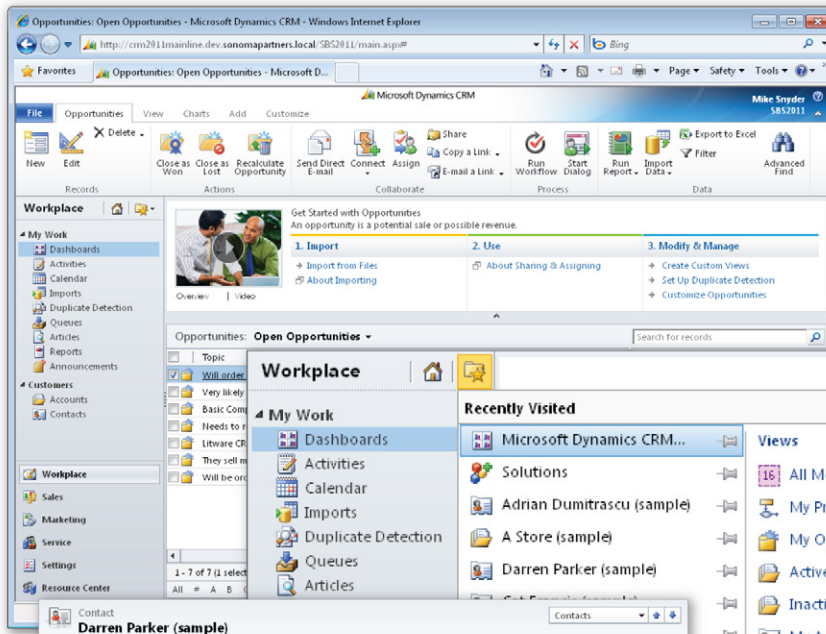 Opportunities: Open Opportunities - Microsoft Dynamics CRM - Windows Internet Explorer
http://crm2011mainline.dev.sonomapartners.local/SBS2011/main.aspx#
Bing
Favorites
Opportunities: Open Opportunities - Microsoft D...
Page Safety Tools
Microsoft Dynamics CRM
Mike Snyder
SBS2011
File Opportunities View Charts Add Customize
New
Edit
Delete
Records
Close as Won
Close as Lost
Recalculate Opportunity
Actions
Send Direct E-mail
Connect
Assign
Share
Copy a Link
E-mail a Link
Collaborate
Run Workflow
Start Dialog
Process
Run Report
Import Data
Export to Excel
Filter
Advanced Find
Data
Workplace
My Work
Dashboards
Activities
Calendar
Imports
Duplicate Detection
Queues
Articles
Reports
Announcements
Customers
Accounts
Contacts
Workplace
Sales
Marketing
Service
Settings
Resource Center
Overview | Video
Get Started with Opportunities
An opportunity is a potential sale or possible revenue.
1. Import
Import from Files
About Importing
2. Use
About Sharing & Assigning
3. Modify & Manage
Create Custom Views
Set Up Duplicate Detection
Customize Opportunities
Opportunities: Open Opportunities
Search for records
Topic
Will order
Very likely
Basic Comp
Needs to r
Litware CR
They sell m
Will be ord
1 - 7 of 7 (1 select
All # A B
Workplace
My Work
Dashboards
Activities
Calendar
Imports
Duplicate Detection
Queues
Articles
Recently Visited
Microsoft Dynamics CRM...
Solutions
Adrian Dumitrascu (sample)
A Store (sample)
Darren Parker (sample)
Views
16 All M
My Pr
My O
Active
Inacti
Contact
Darren Parker (sample)
Contacts